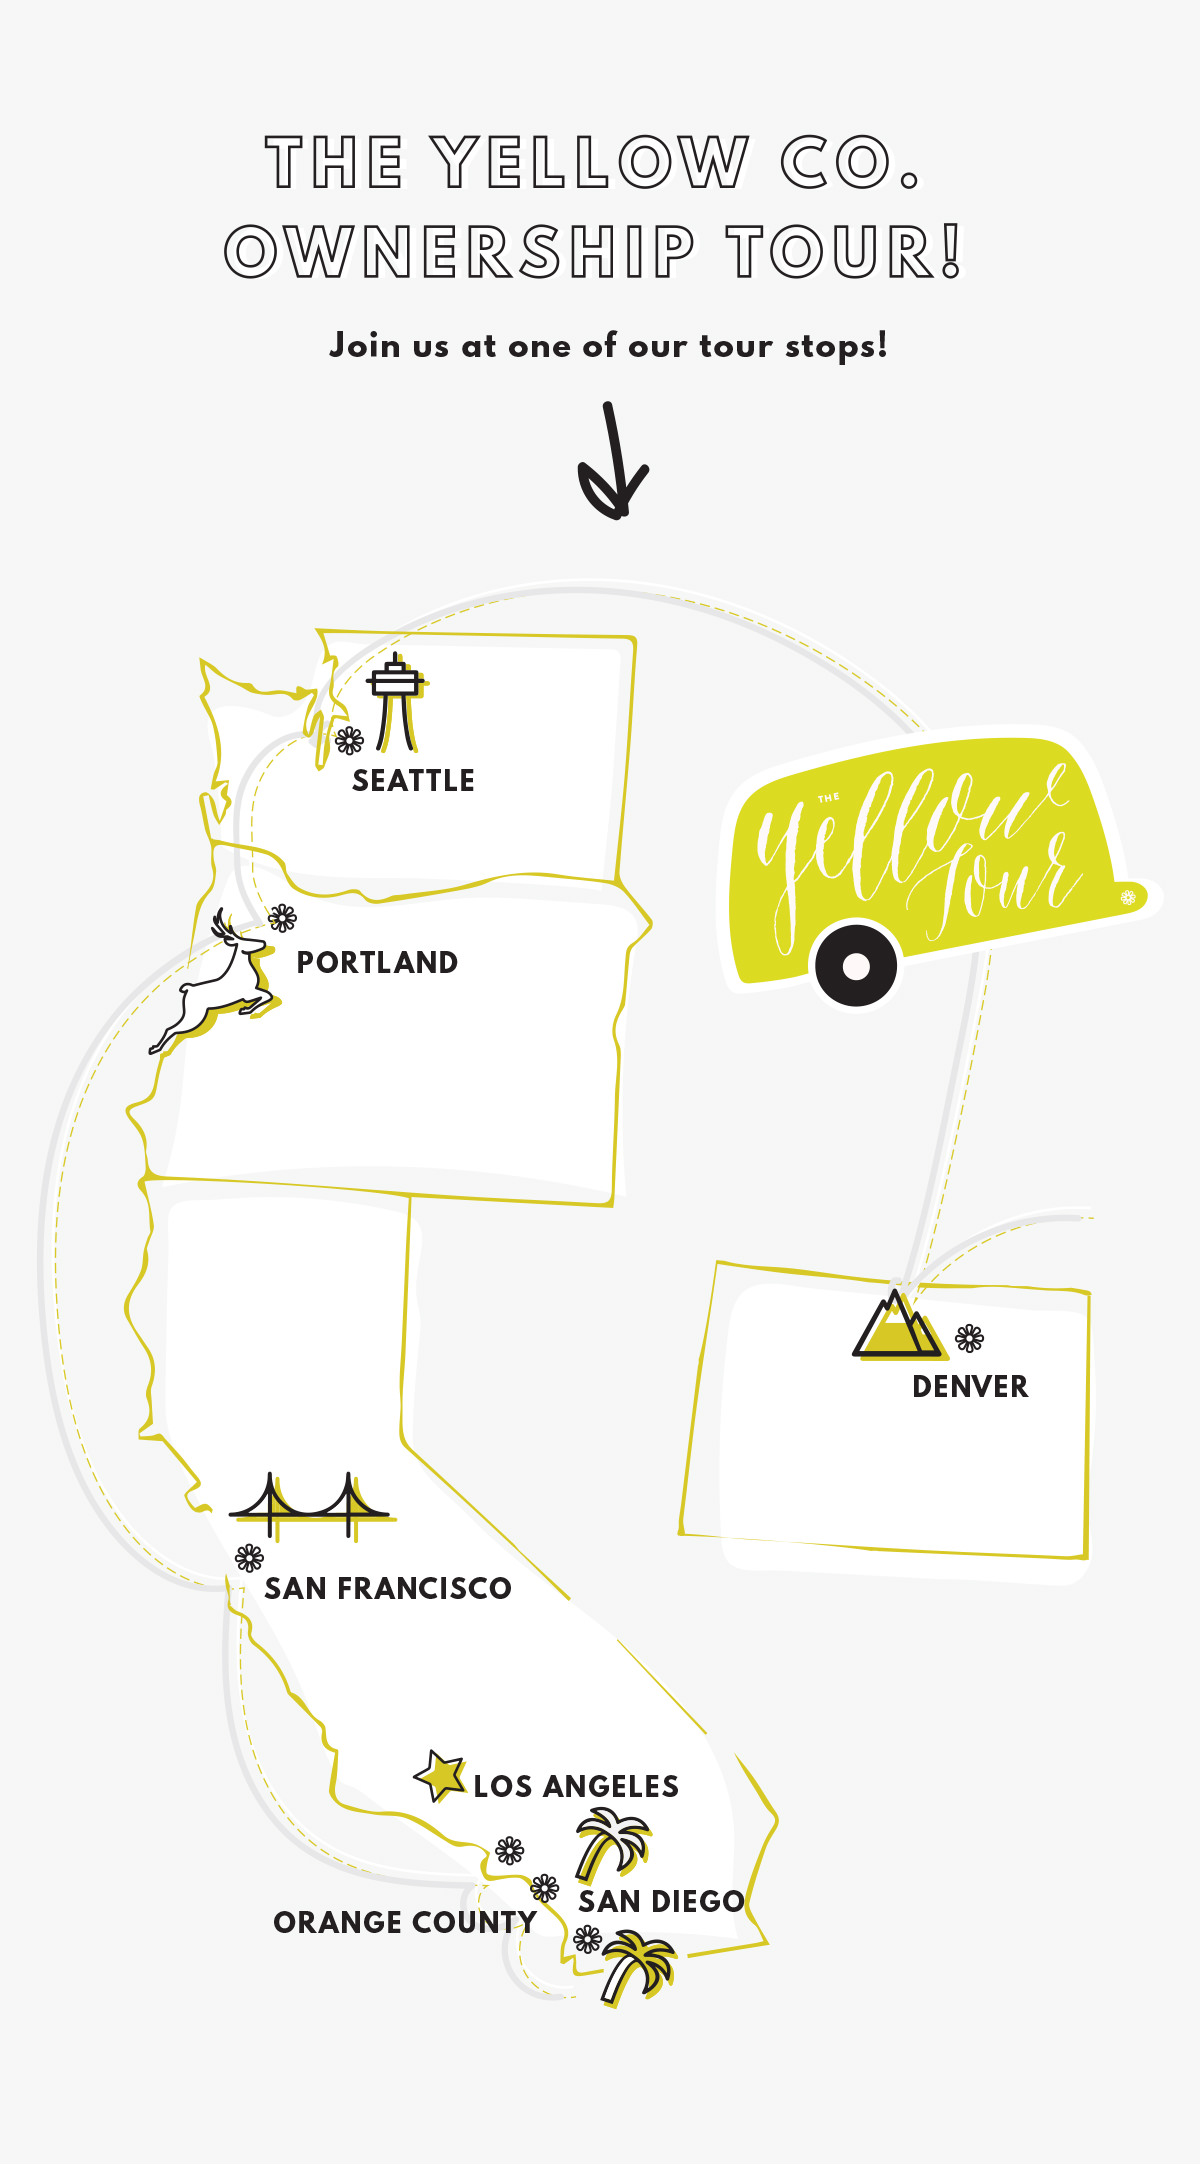 THE YELLOW CO.
OWNERSHIP TOUR!
Join us at one of our tour stops!
SEATTLE
THE
yellow
Tour
PORTLAND
DENVER
SAN FRANCISCO
LOS ANGELES
SAN DIEGO
ORANGE COUNTY